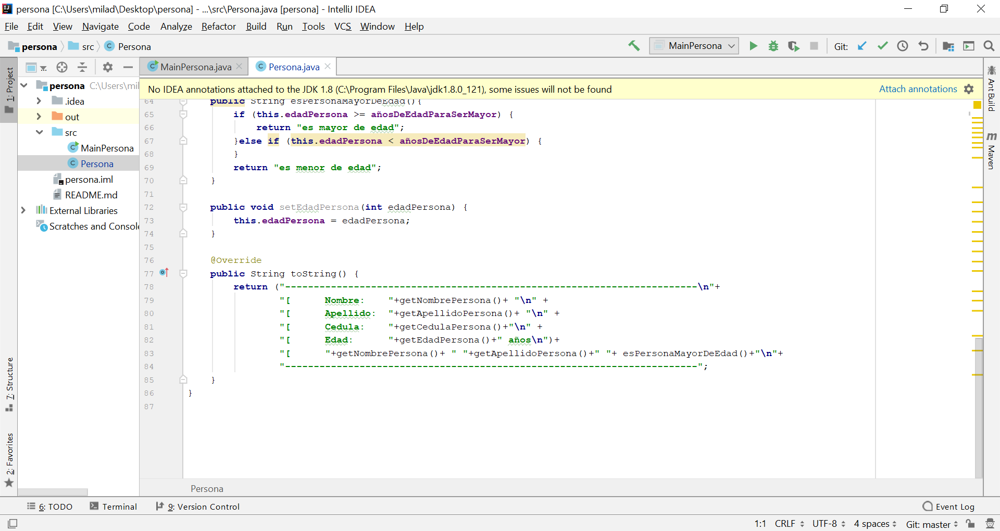 persona [C:\Users\milad\Desktop\persona] - ...\src\Persona.java [persona] - IntelliJ IDEA
File Edit View Navigate Code Analyze Refactor Build Run Tools VCS Window Help
persona src Persona MainPersona Git:
1: Project
7: Structure
2: Favorites
persona C:\Users\mil
.idea
out
src
MainPersona
Persona
persona.iml
README.md
External Libraries
Scratches and Console
MainPersona.java Persona.java
No IDEA annotations attached to the JDK 1.8 (C:\Program Files\Java\jdk1.8.0_121), some issues will not be found Attach annotations
64 public String esPersonaMayorDeEdad(){
65 if (this.edadPersona >= añosDeEdadParaSerMayor) {
66 return "es mayor de edad";
67 }else if (this.edadPersona < añosDeEdadParaSerMayor) {
68 }
69 return "es menor de edad";
70 }
71
72 public void setEdadPersona(int edadPersona) {
73 this.edadPersona = edadPersona;
74 }
75
76 @Override
77 public String toString() {
78 return ("------------------------------------------------------------------------\n"+
79 "[ Nombre: "+getNombrePersona()+ "\n" +
80 "[ Apellido: "+getApellidoPersona()+ "\n" +
81 "[ Cedula: "+getCedulaPersona()+"\n" +
82 "[ Edad: "+getEdadPersona()+" años\n")+
83 "[ "+getNombrePersona()+ " "+getApellidoPersona()+" "+ esPersonaMayorDeEdad()+"\n"+
84 "------------------------------------------------------------------------";
85 }
86 }
87
Persona
Ant Build
m Maven
6: TODO Terminal 9: Version Control Event Log
1:1 CRLF UTF-8 4 spaces Git: master